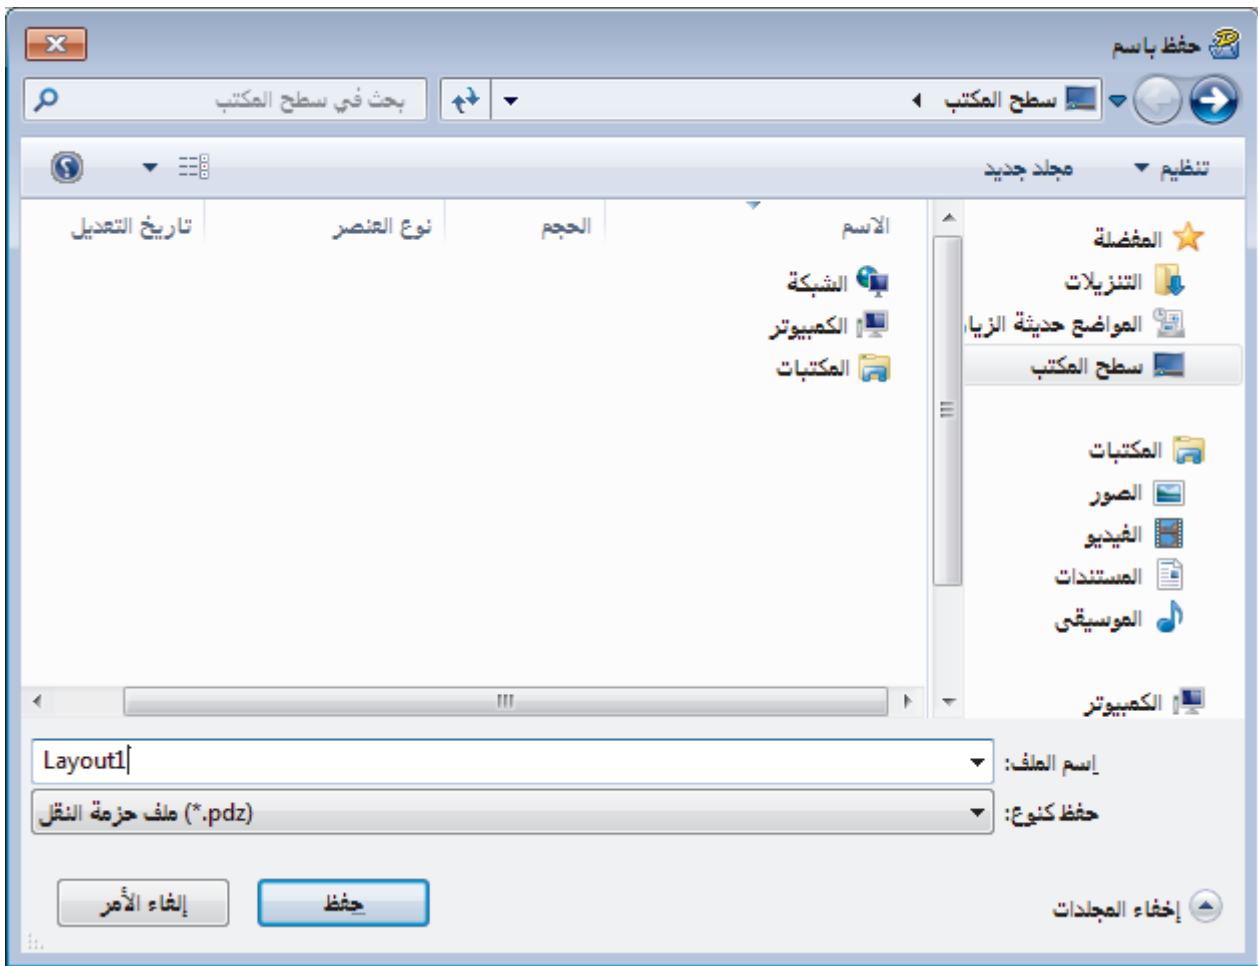 حفظ باسم
سطح المكتب
بحث في سطح المكتب
تنظيم
مجلد جديد
المفضلة
التنزيلات
المواضع حديثة الزيا
سطح المكتب
المكتبات
الصور
الفيديو
المستندات
الموسيقى
الكمبيوتر
الاسم
الحجم
نوع العنصر
تاريخ التعديل
الشبكة
الكمبيوتر
المكتبات
اسم الملف:
Layout1
حفظ كنوع:
ملف حزمة النقل (*.pdz)
إخفاء المجلدات
حفظ
إلغاء الأمر